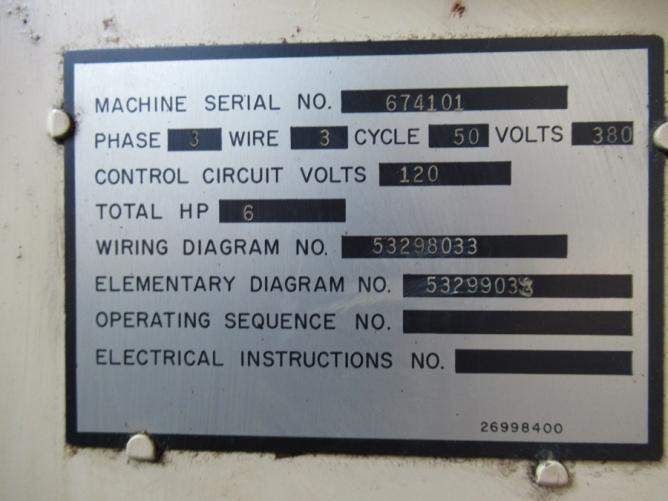 MACHINE SERIAL NO. 674101
PHASE 3 WIRE 3 CYCLE 50 VOLTS 380
CONTROL CIRCUIT VOLTS 120
TOTAL HP 6
WIRING DIAGRAM NO. 53298033
ELEMENTARY DIAGRAM NO.
OPERATING SEQUENCE NO.
ELECTRICAL INSTRUCTIONS NO.
26998400